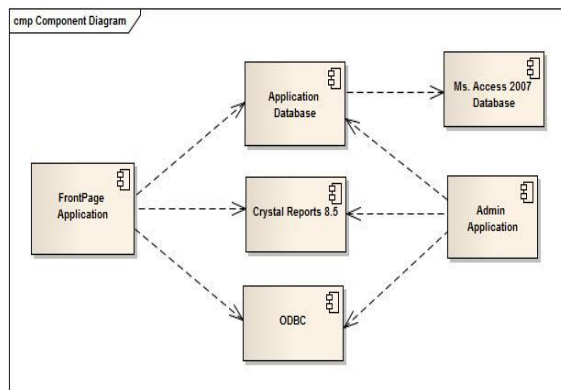 cmp Component Diagram
Application
Database
Ms. Access 2007
Database
FrontPage
Application
Crystal Reports 8.5
Admin
Application
ODBC